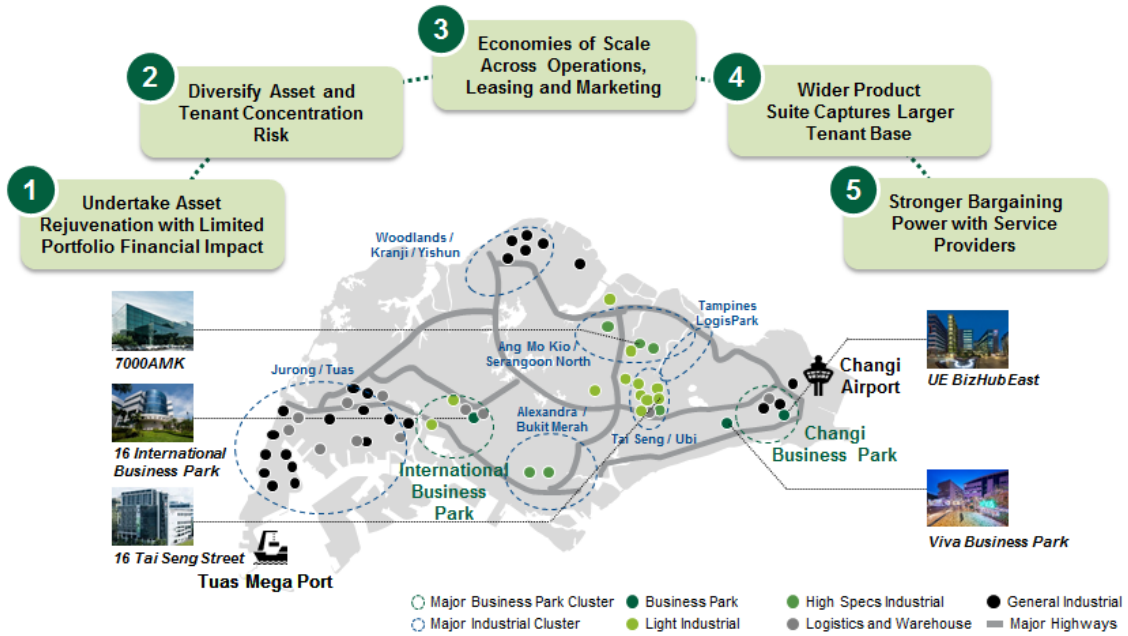 3
Economies of Scale
Across Operations,
Leasing and Marketing
2
Diversify Asset and
Tenant Concentration
Risk
4
Wider Product
Suite Captures Larger
Tenant Base
1
Undertake Asset
Rejuvenation with Limited
Portfolio Financial Impact
5
Stronger Bargaining
Power with Service
Providers
Woodlands /
Kranji / Yishun
Tampines
LogisPark
Ang Mo Kio /
Serangoon North
7000AMK
Jurong / Tuas
Changi
Airport
UE BizHub East
Alexandra /
Bukit Merah
Tai Seng / Ubi
Changi
Business Park
16 International
Business Park
International
Business
Park
Viva Business Park
16 Tai Seng Street
Tuas Mega Port
Major Business Park Cluster
Business Park
High Specs Industrial
General Industrial
Major Industrial Cluster
Light Industrial
Logistics and Warehouse
Major Highways